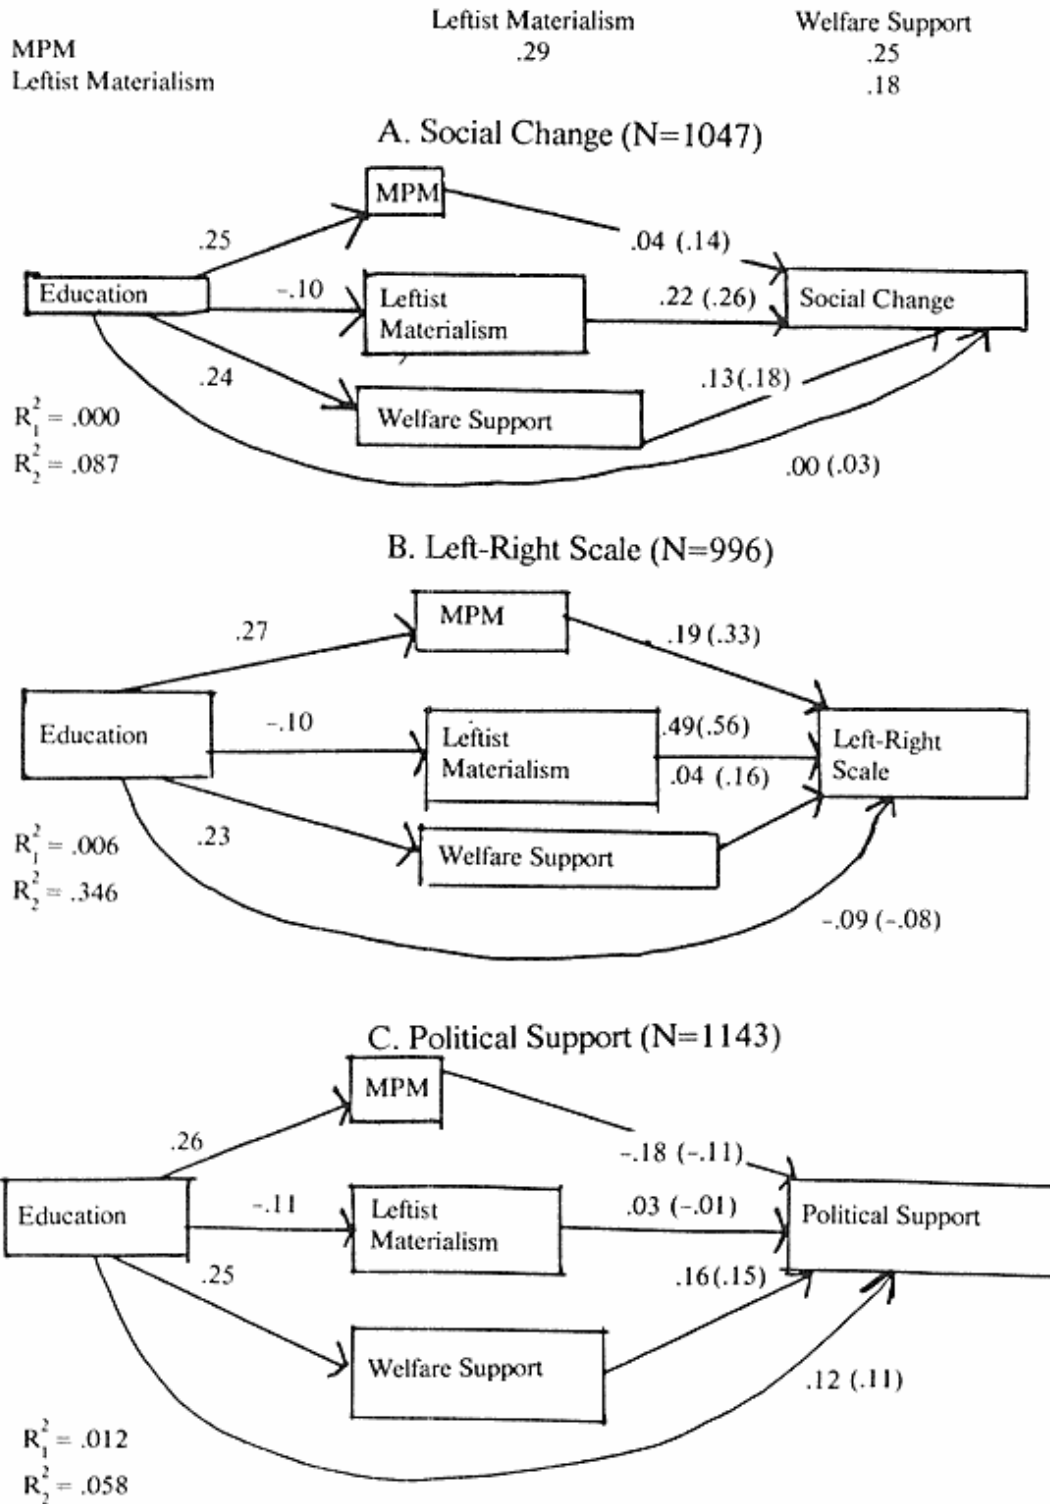 Leftist Materialism Welfare Support
MPM .29 .25
Leftist Materialism .18
A. Social Change (N=1047)
MPM
.25
.04 (.14)
Education
-.10
Leftist
Materialism
.22 (.26)
Social Change
.24
Welfare Support
.13(.18)
R²₁ = .000
R²₂ = .087
.00 (.03)
B. Left-Right Scale (N=996)
MPM
.27
.19 (.33)
Education
-.10
Leftist
Materialism
.49(.56)
.04 (.16)
Left-Right
Scale
.23
Welfare Support
R²₁ = .006
R²₂ = .346
-.09 (-.08)
C. Political Support (N=1143)
MPM
.26
-.18 (-.11)
Education
-.11
Leftist
Materialism
.03 (-.01)
Political Support
.25
.16(.15)
Welfare Support
.12 (.11)
R²₁ = .012
R²₂ = .058